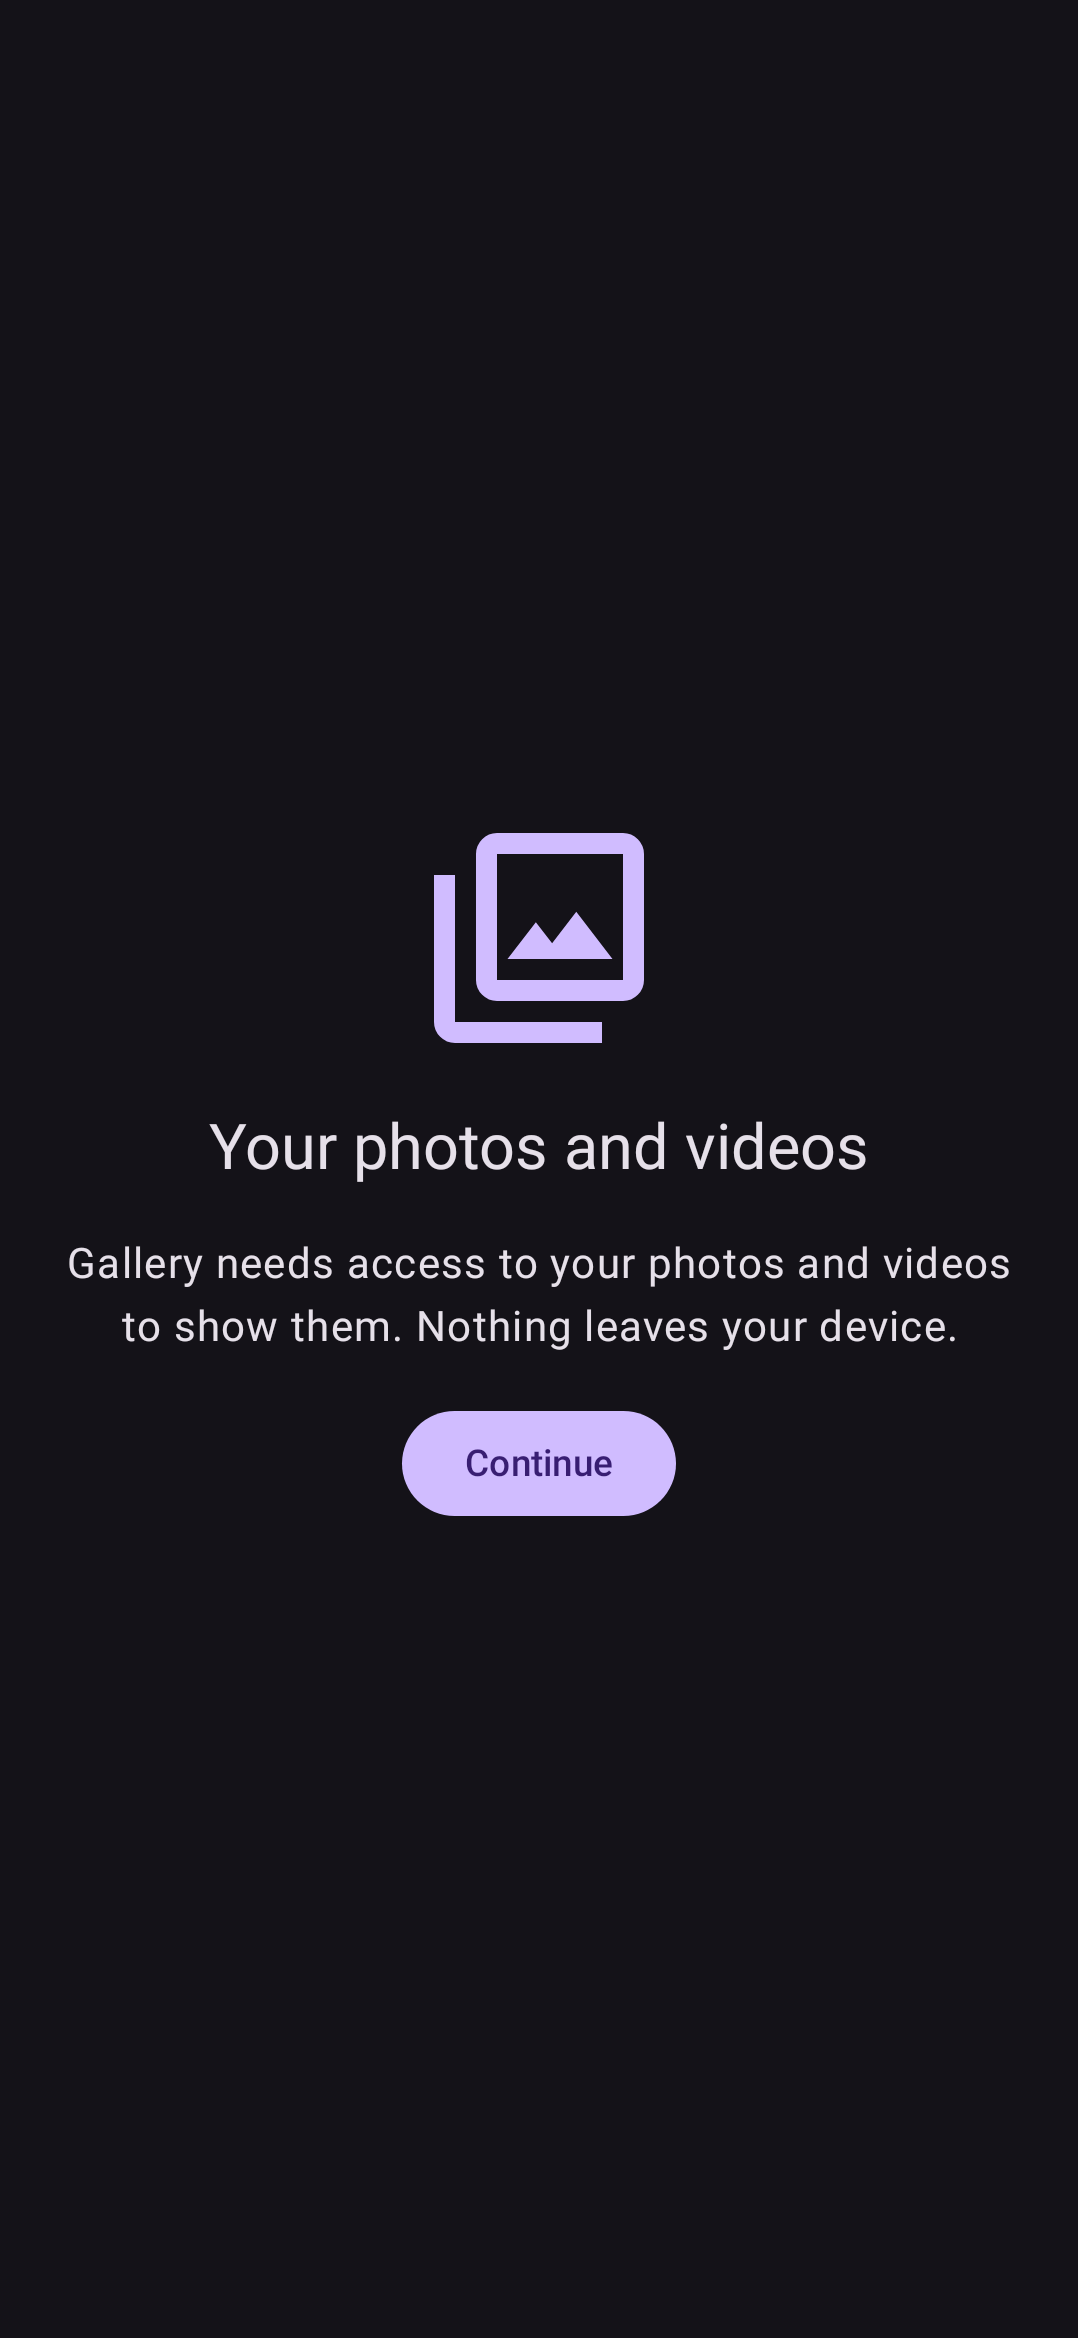 Your photos and videos
Gallery needs access to your photos and videos
to show them. Nothing leaves your device.
Continue